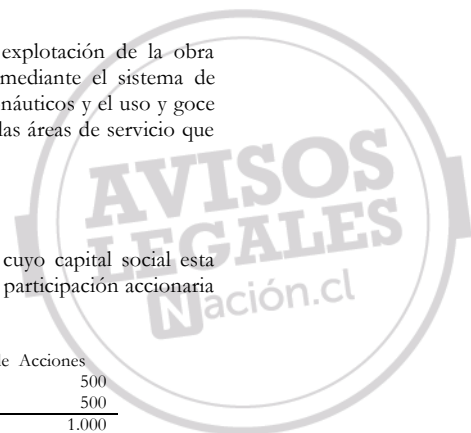 explotación de la obra
mediante el sistema de
náuticos y el uso y goce
las áreas de servicio que
AVISOS
LEGALES
Nación.cl
cuyo capital social esta
participación accionaria
de Acciones
500
500
1.000